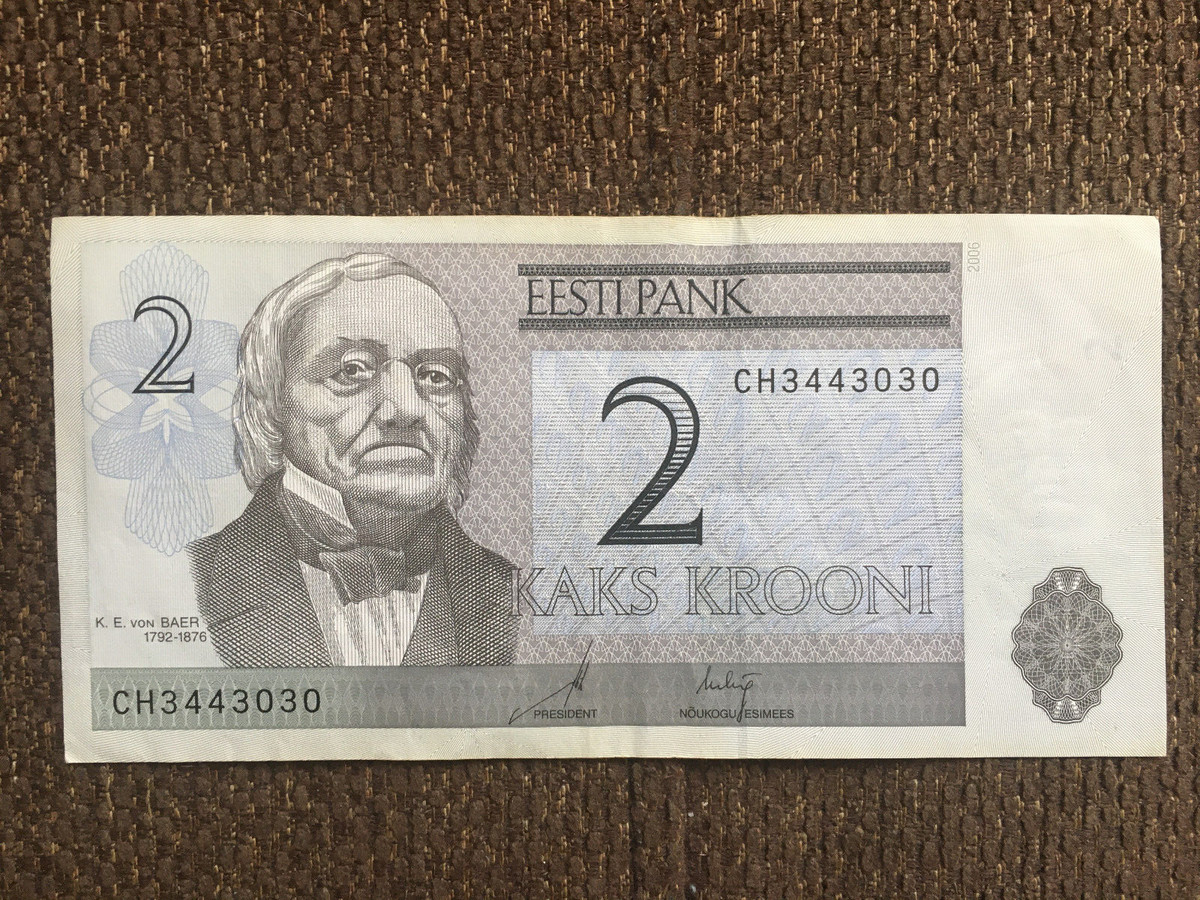 2
EESTI PANK
2006
CH3443030
2
KAKS KROONI
K. E. VON BAER
1792-1876
CH3443030
PRESIDENT
NÕUKOGU ESIMEES